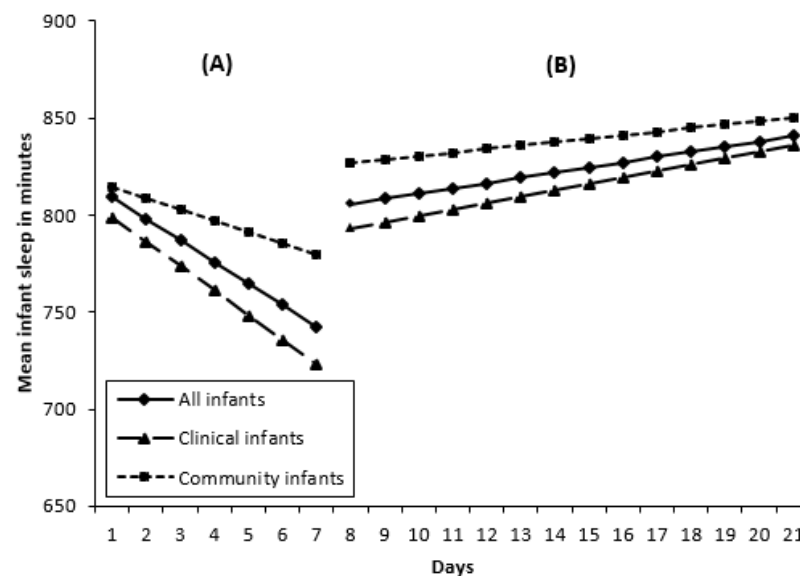 900
850
800
750
700
650
Mean infant sleep in minutes
(A) (B)
All infants
Clinical infants
Community infants
1 2 3 4 5 6 7 8 9 10 11 12 13 14 15 16 17 18 19 20 21
Days